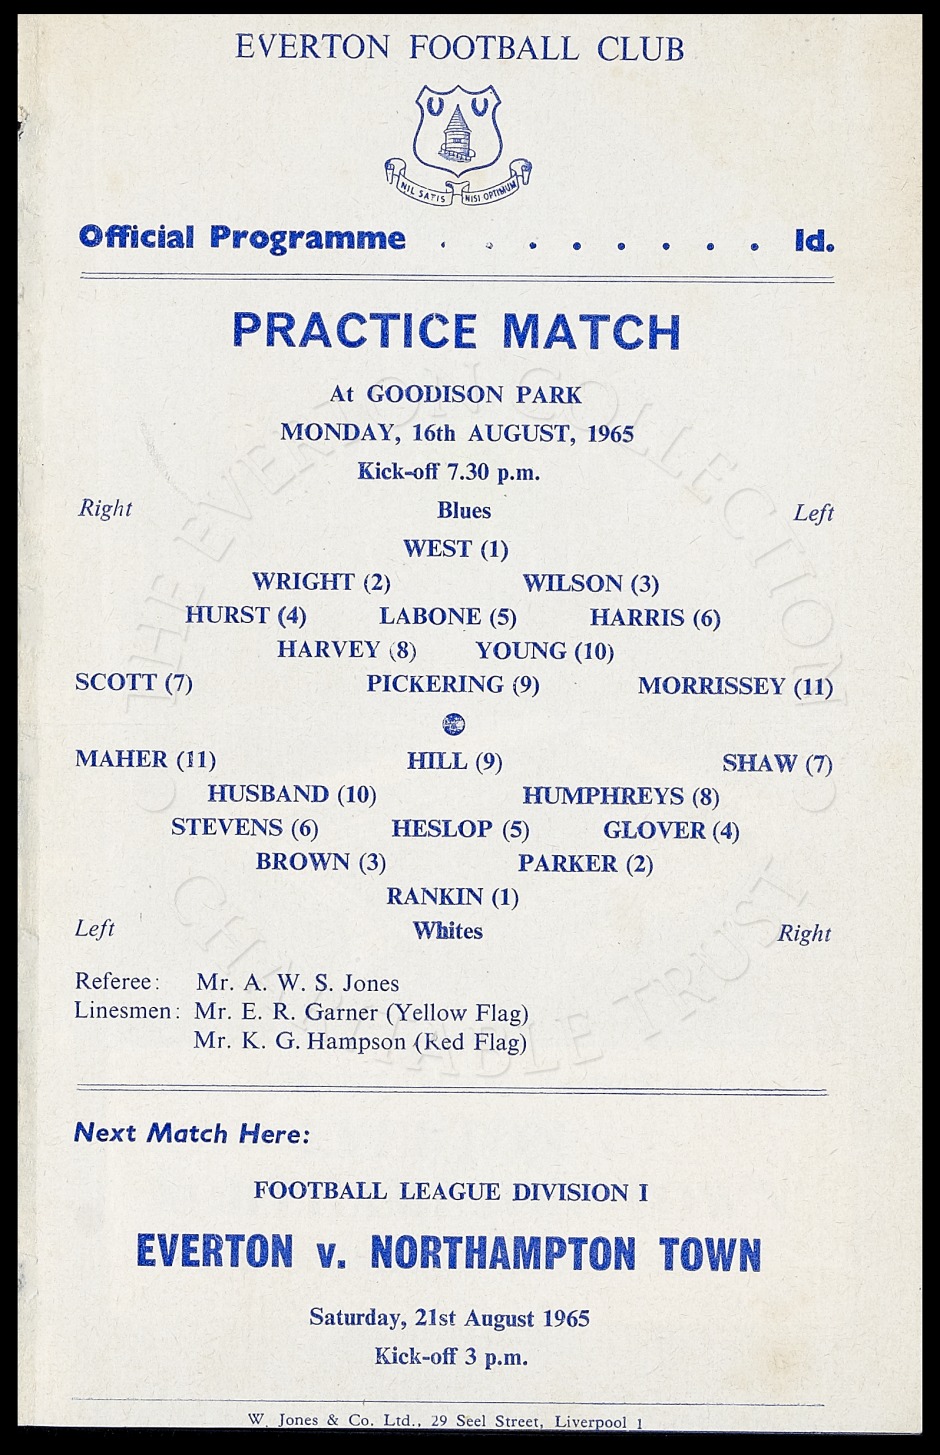 EVERTON FOOTBALL CLUB
NIL SATIS NISI OPTIMUM
Official Programme . . . . . . . . 1d.
PRACTICE MATCH
At GOODISON PARK
MONDAY, 16th AUGUST, 1965
Kick-off 7.30 p.m.
Right Blues Left
WEST (1)
WRIGHT (2) WILSON (3)
HURST (4) LABONE (5) HARRIS (6)
HARVEY (8) YOUNG (10)
SCOTT (7) PICKERING (9) MORRISSEY (11)
MAHER (11) HILL (9) SHAW (7)
HUSBAND (10) HUMPHREYS (8)
STEVENS (6) HESLOP (5) GLOVER (4)
BROWN (3) PARKER (2)
RANKIN (1)
Left Whites Right
Referee: Mr. A. W. S. Jones
Linesmen: Mr. E. R. Garner (Yellow Flag)
Mr. K. G. Hampson (Red Flag)
Next Match Here:
FOOTBALL LEAGUE DIVISION I
EVERTON v. NORTHAMPTON TOWN
Saturday, 21st August 1965
Kick-off 3 p.m.
W. Jones & Co. Ltd., 29 Seel Street, Liverpool 1
THE EVERTON COLLECTION
CHARITABLE TRUST